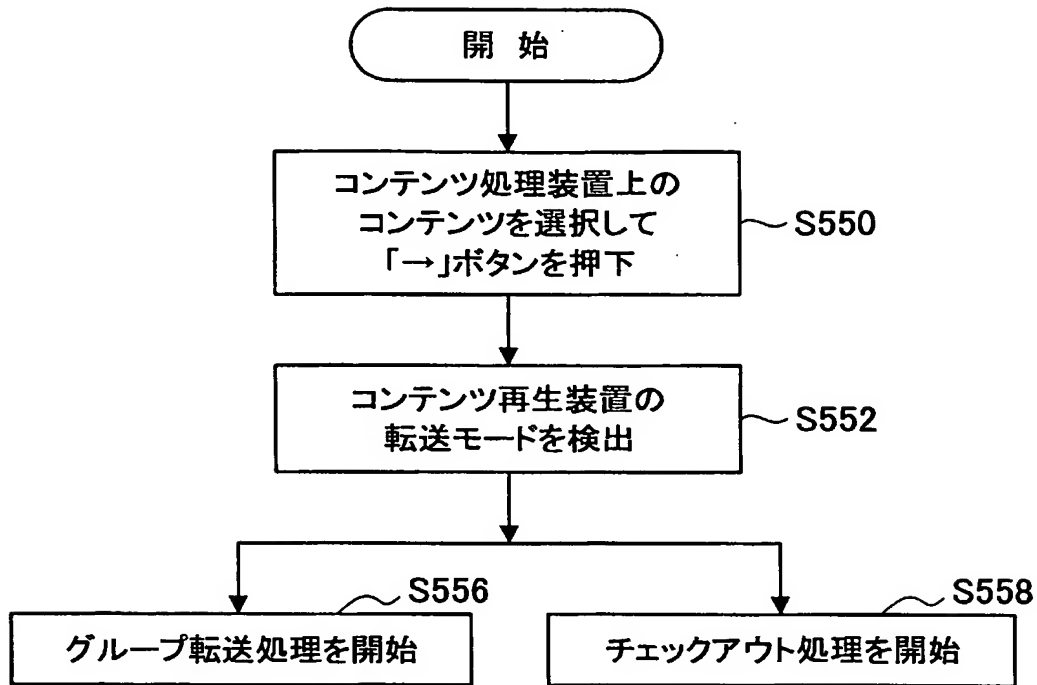 開 始
コンテンツ処理装置上の
コンテンツを選択して
「→」ボタンを押下
S550
コンテンツ再生装置の
転送モードを検出
S552
S556
グループ転送処理を開始
S558
チェックアウト処理を開始